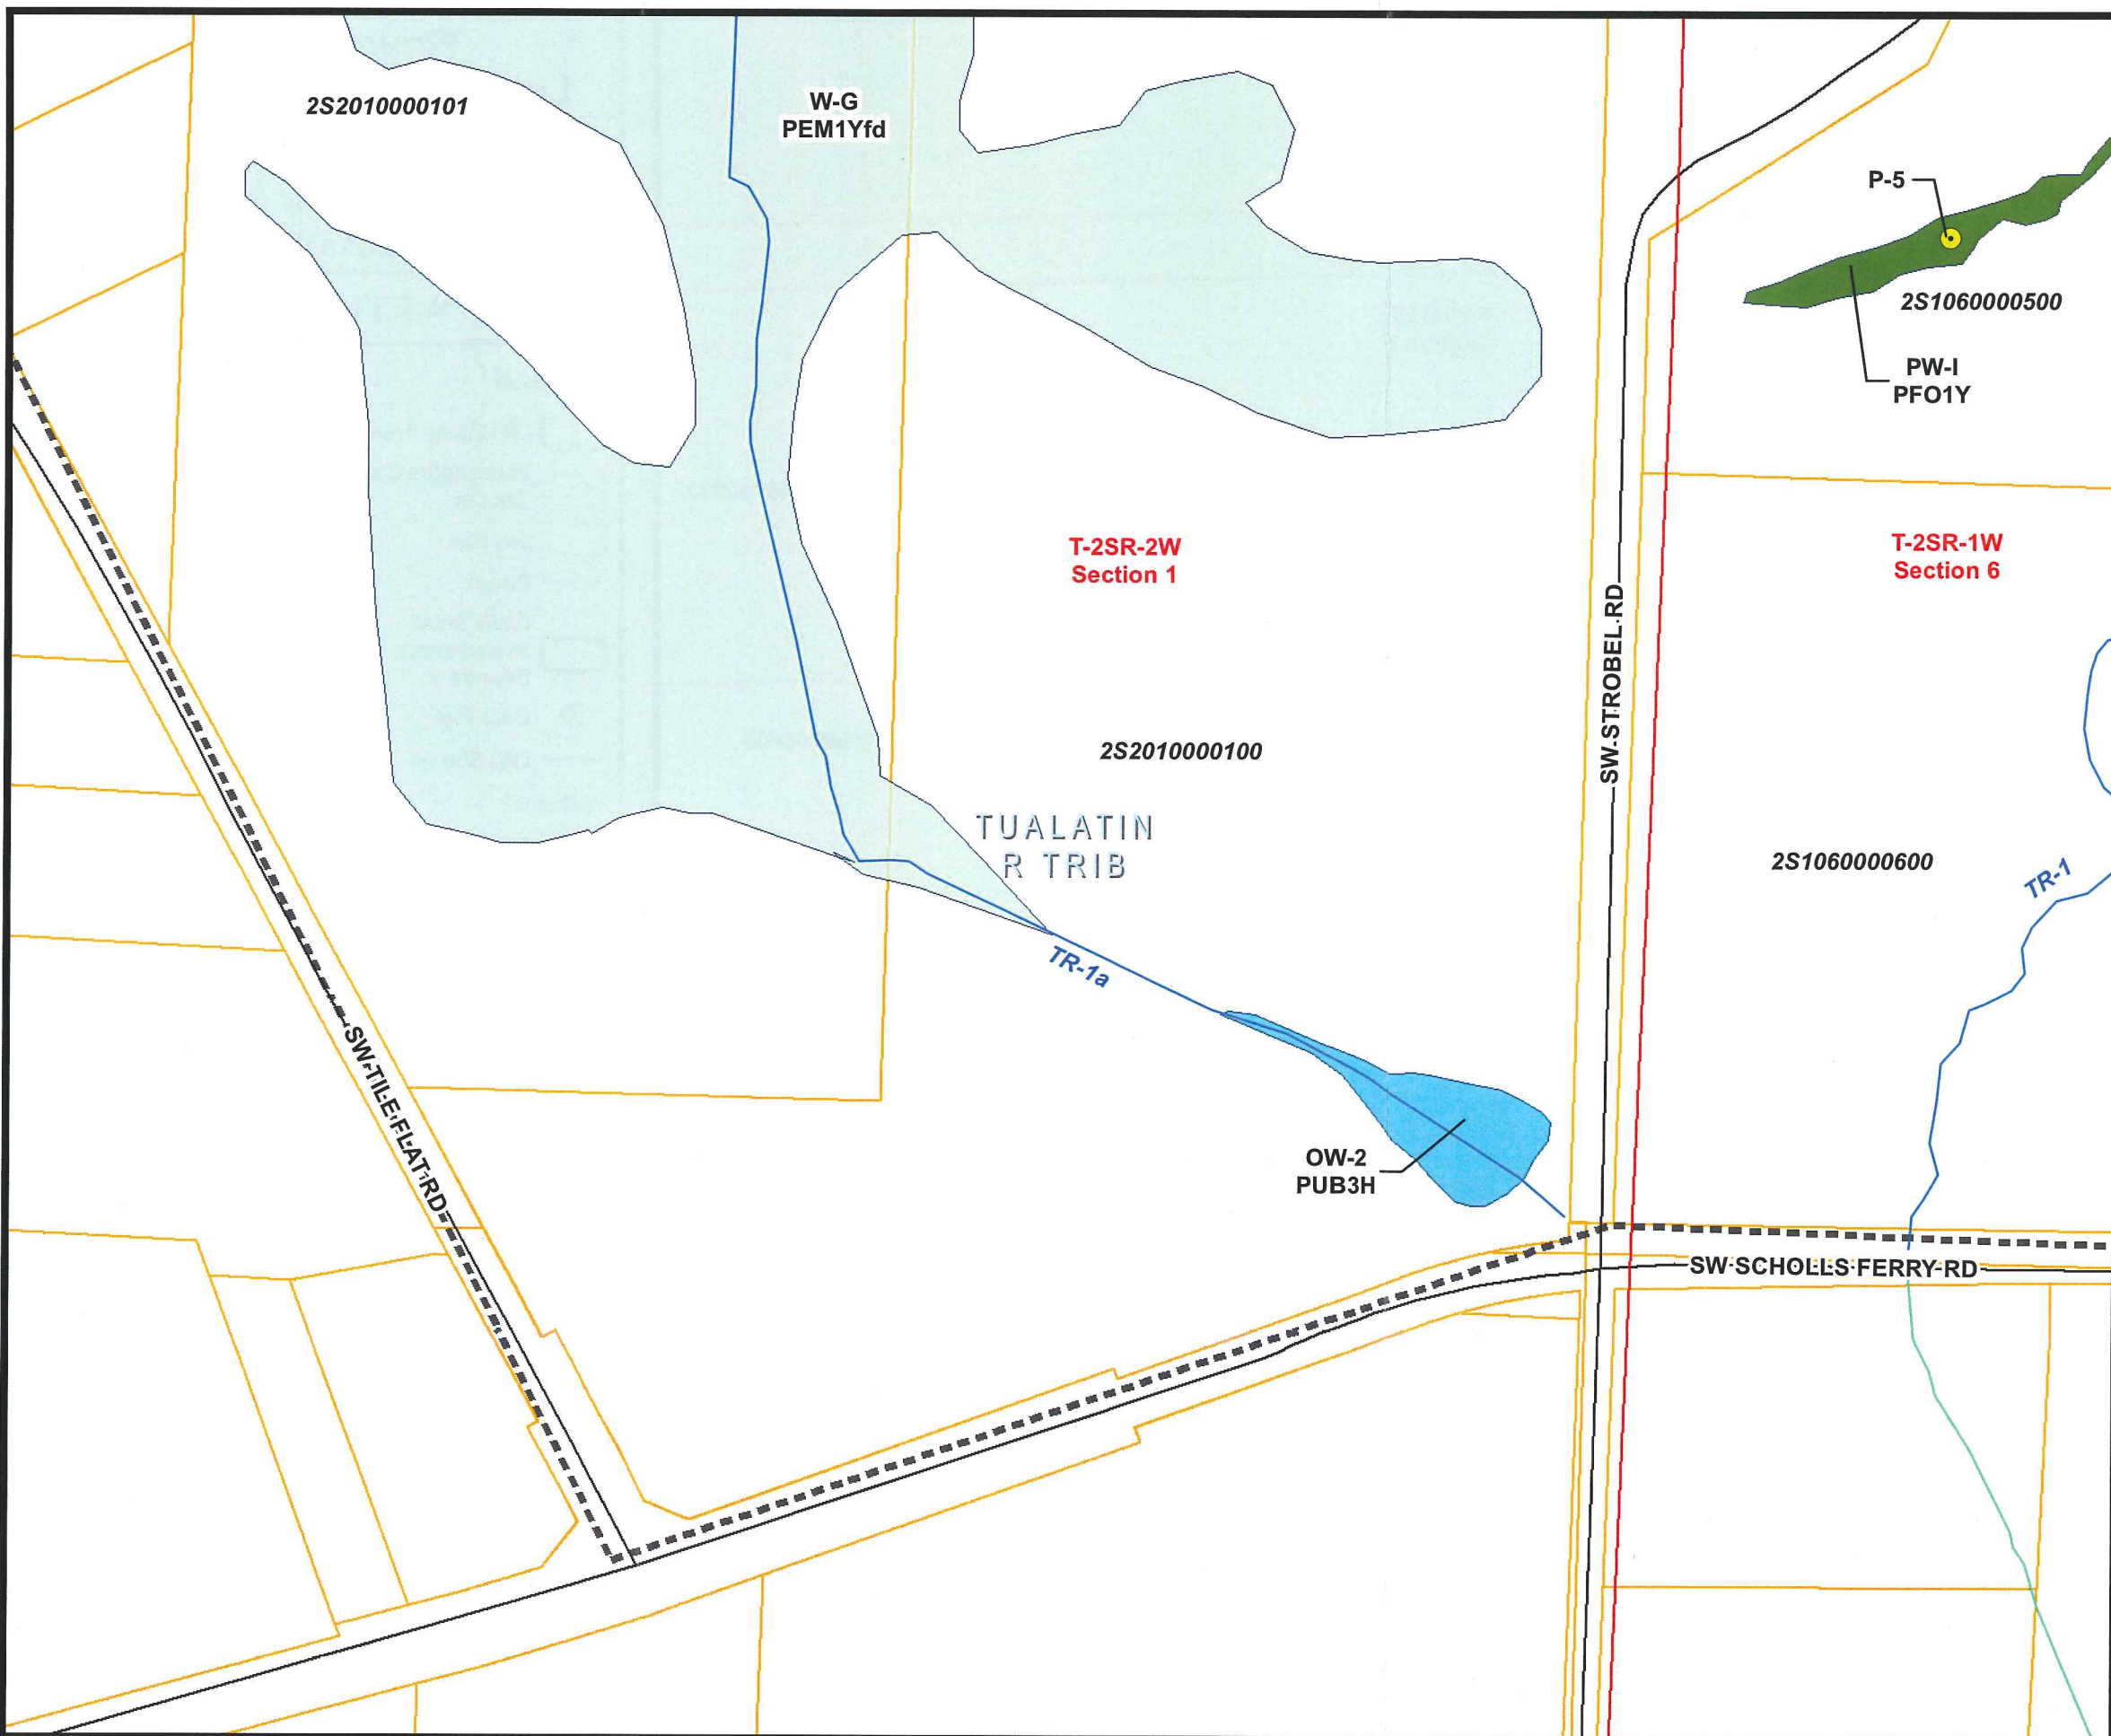 2S2010000101
W-G
PEM1Yfd
P-5
2S1060000500
PW-I
PFO1Y
T-2SR-2W
Section 1
T-2SR-1W
Section 6
SW STROBEL RD
2S2010000100
TUALATIN
R TRIB
2S1060000600
TR-1
TR-1a
SW TILE FLAT RD
OW-2
PUB3H
SW SCHOLLS FERRY RD